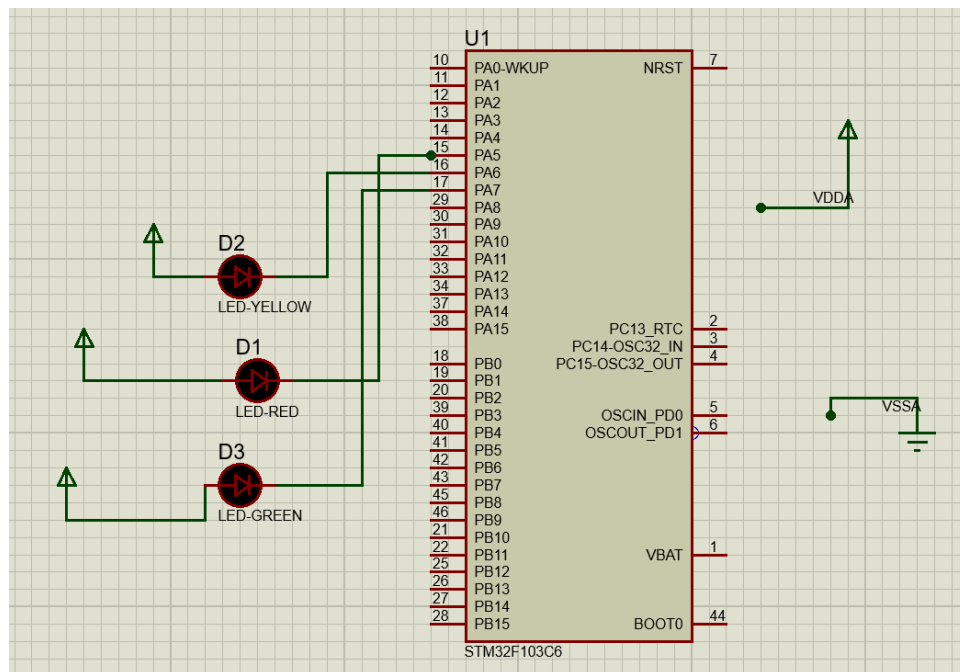 U1
10 PA0-WKUP NRST 7
11 PA1
12 PA2
13 PA3
14 PA4
15 PA5
16 PA6
17 PA7
29 PA8
30 PA9
31 PA10
32 PA11
33 PA12
34 PA13
37 PA14
38 PA15
18 PB0
19 PB1
20 PB2
39 PB3
40 PB4
41 PB5
42 PB6
43 PB7
45 PB8
46 PB9
21 PB10
22 PB11
25 PB12
26 PB13
27 PB14
28 PB15
PC13_RTC 2
PC14-OSC32_IN 3
PC15-OSC32_OUT 4
OSCIN_PD0 5
OSCOUT_PD1 6
VBAT 1
BOOT0 44
STM32F103C6
D2
LED-YELLOW
D1
LED-RED
D3
LED-GREEN
VDDA
VSSA